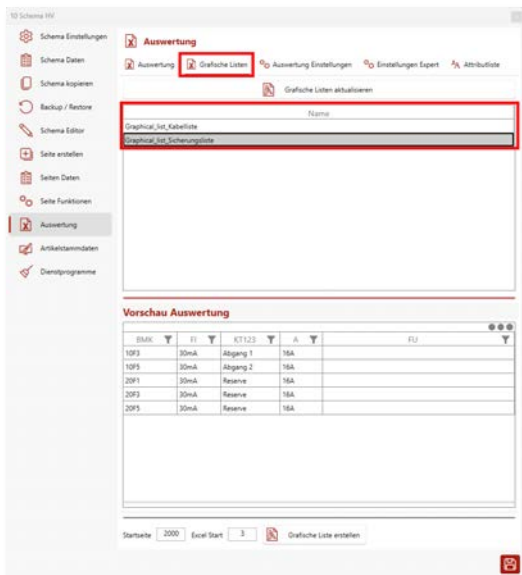 10 Schema HV
Schema Einstellungen
Schema Daten
Schema kopieren
Backup / Restore
Schema Editor
Seite erstellen
Seiten Daten
Seite Funktionen
Auswertung
Artikelstammdaten
Dienstprogramme
Auswertung
Auswertung Grafische Listen Auswertung Einstellungen Einstellungen Expert Attributliste
Grafische Listen aktualisieren
Name
Graphical_list_Kabelliste
Graphical_list_Sicherungsliste
Vorschau Auswertung
BMK FI KT123 A FU
10F3 30mA Abgang 1 16A
10F5 30mA Abgang 2 16A
20F1 30mA Reserve 16A
20F3 30mA Reserve 16A
20F5 30mA Reserve 16A
Startseite 2000 Excel Start 3 Grafische Liste erstellen